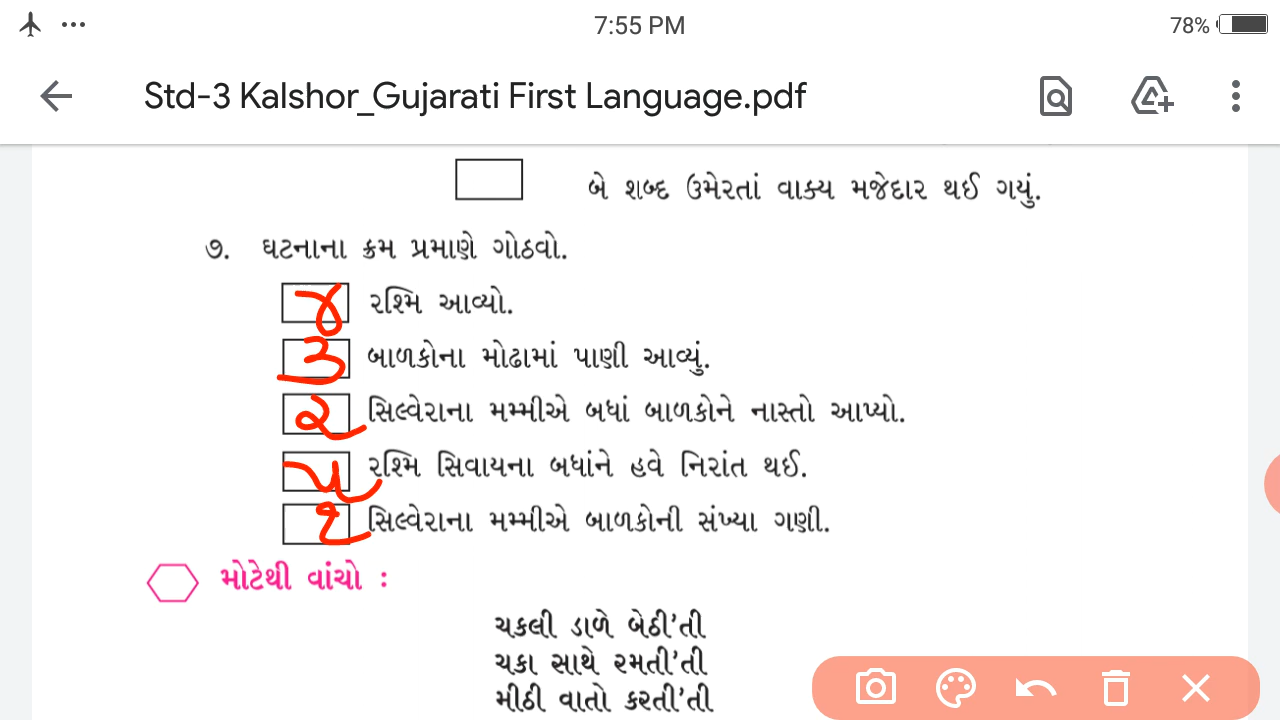 7:55 PM 78%
Std-3 Kalshor_Gujarati First Language.pdf
બે શબ્દ ઉમેરતાં વાક્ય મજેદાર થઈ ગયું.
૭. ઘટનાના ક્રમ પ્રમાણે ગોઠવો.
૪ રશ્મિ આવ્યો.
૩ બાળકોના મોઢામાં પાણી આવ્યું.
૨ સિલ્વેરાના મમ્મીએ બધાં બાળકોને નાસ્તો આપ્યો.
૫ રશ્મિ સિવાયના બધાંને હવે નિરાંત થઈ.
૧ સિલ્વેરાના મમ્મીએ બાળકોની સંખ્યા ગણી.
મોટેથી વાંચો :
ચકલી ડાળે બેઠી’તી
ચકા સાથે રમતી’તી
મીઠી વાતો કરતી’તી